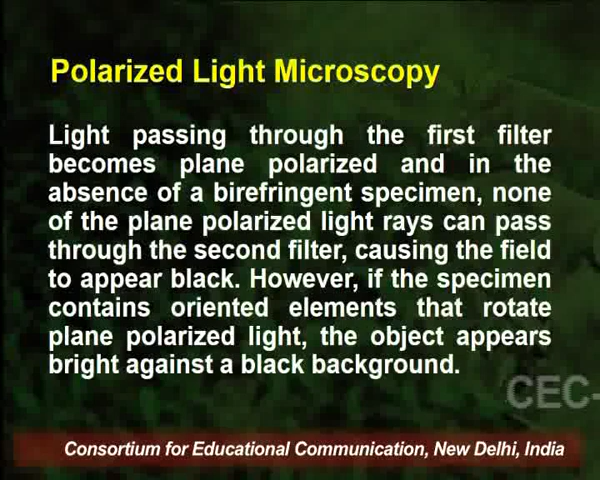 Polarized Light Microscopy
Light passing through the first filter
becomes plane polarized and in the
absence of a birefringent specimen, none
of the plane polarized light rays can pass
through the second filter, causing the field
to appear black. However, if the specimen
contains oriented elements that rotate
plane polarized light, the object appears
bright against a black background.
CEC-
Consortium for Educational Communication, New Delhi, India